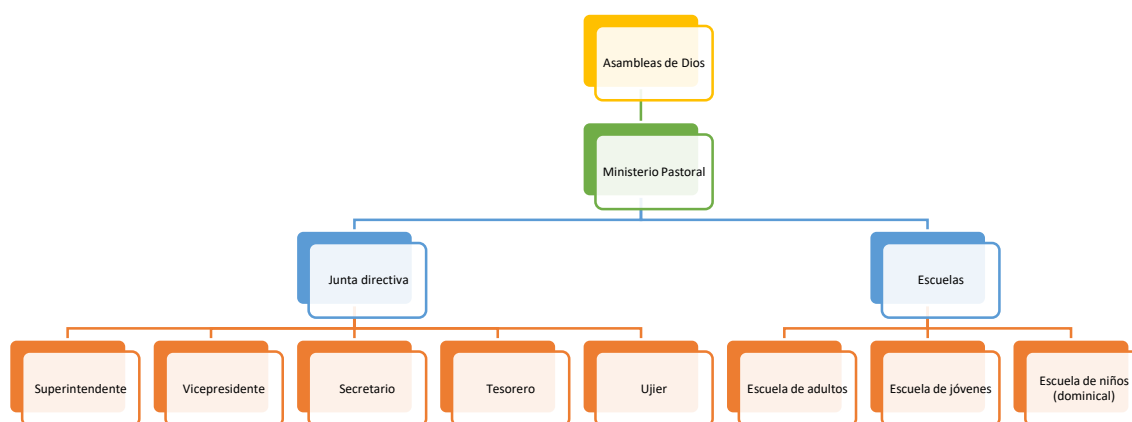 Asambleas de Dios
Ministerio Pastoral
Junta directiva
Escuelas
Superintendente
Vicepresidente
Secretario
Tesorero
Ujier
Escuela de adultos
Escuela de jóvenes
Escuela de niños
(dominical)